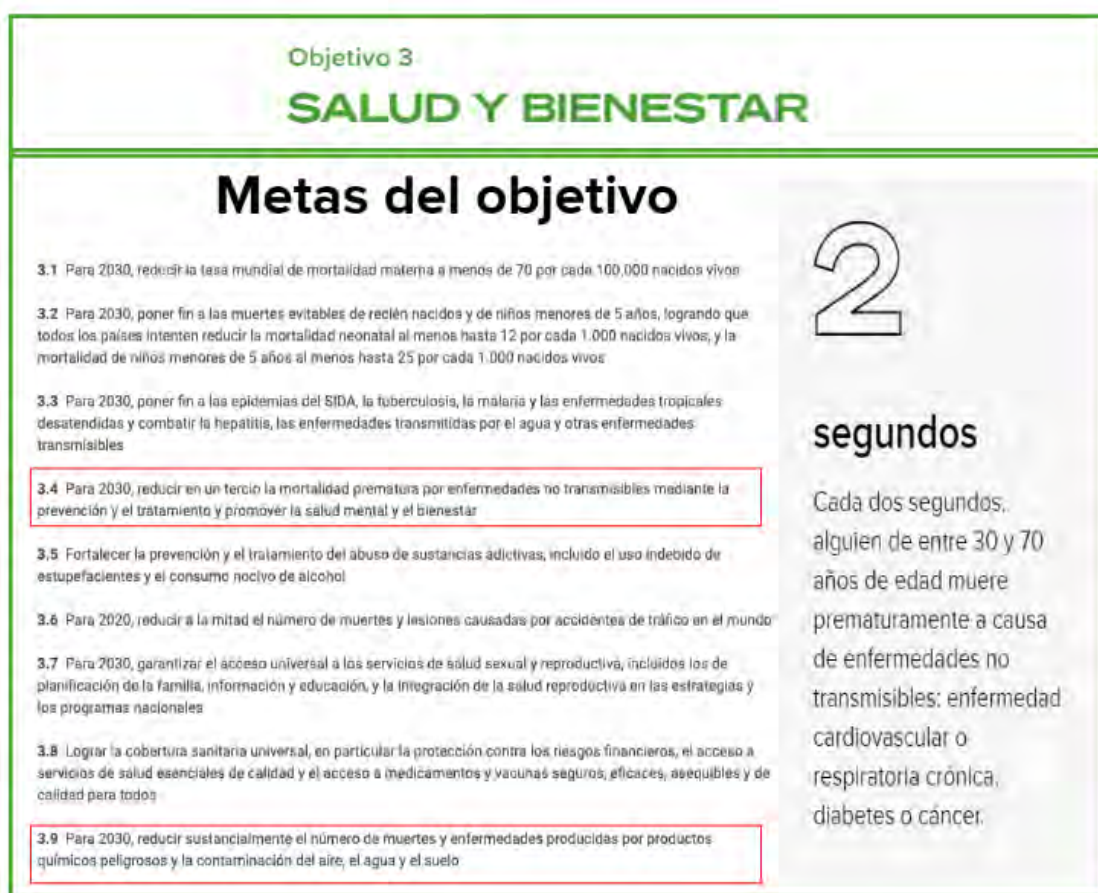 Objetivo 3
SALUD Y BIENESTAR
Metas del objetivo
3.1 Para 2030, reducir la tasa mundial de mortalidad materna a menos de 70 por cada 100.000 nacidos vivos
3.2 Para 2030, poner fin a las muertes evitables de recién nacidos y de niños menores de 5 años, logrando que
todos los países intenten reducir la mortalidad neonatal al menos hasta 12 por cada 1.000 nacidos vivos, y la
mortalidad de niños menores de 5 años al menos hasta 25 por cada 1.000 nacidos vivos
3.3 Para 2030, poner fin a las epidemias del SIDA, la tuberculosis, la malaria y las enfermedades tropicales
desatendidas y combatir la hepatitis, las enfermedades transmitidas por el agua y otras enfermedades
transmisibles
3.4 Para 2030, reducir en un tercio la mortalidad prematura por enfermedades no transmisibles mediante la
prevención y el tratamiento y promover la salud mental y el bienestar
3.5 Fortalecer la prevención y el tratamiento del abuso de sustancias adictivas, incluido el uso indebido de
estupefacientes y el consumo nocivo de alcohol
3.6 Para 2020, reducir a la mitad el número de muertes y lesiones causadas por accidentes de tráfico en el mundo
3.7 Para 2030, garantizar el acceso universal a los servicios de salud sexual y reproductiva, incluidos los de
planificación de la familia, información y educación, y la integración de la salud reproductiva en las estrategias y
los programas nacionales
3.8 Lograr la cobertura sanitaria universal, en particular la protección contra los riesgos financieros, el acceso a
servicios de salud esenciales de calidad y el acceso a medicamentos y vacunas seguros, eficaces, asequibles y de
calidad para todos
3.9 Para 2030, reducir sustancialmente el número de muertes y enfermedades producidas por productos
químicos peligrosos y la contaminación del aire, el agua y el suelo
2
segundos
Cada dos segundos,
alguien de entre 30 y 70
años de edad muere
prematuramente a causa
de enfermedades no
transmisibles: enfermedad
cardiovascular o
respiratoria crónica,
diabetes o cáncer.